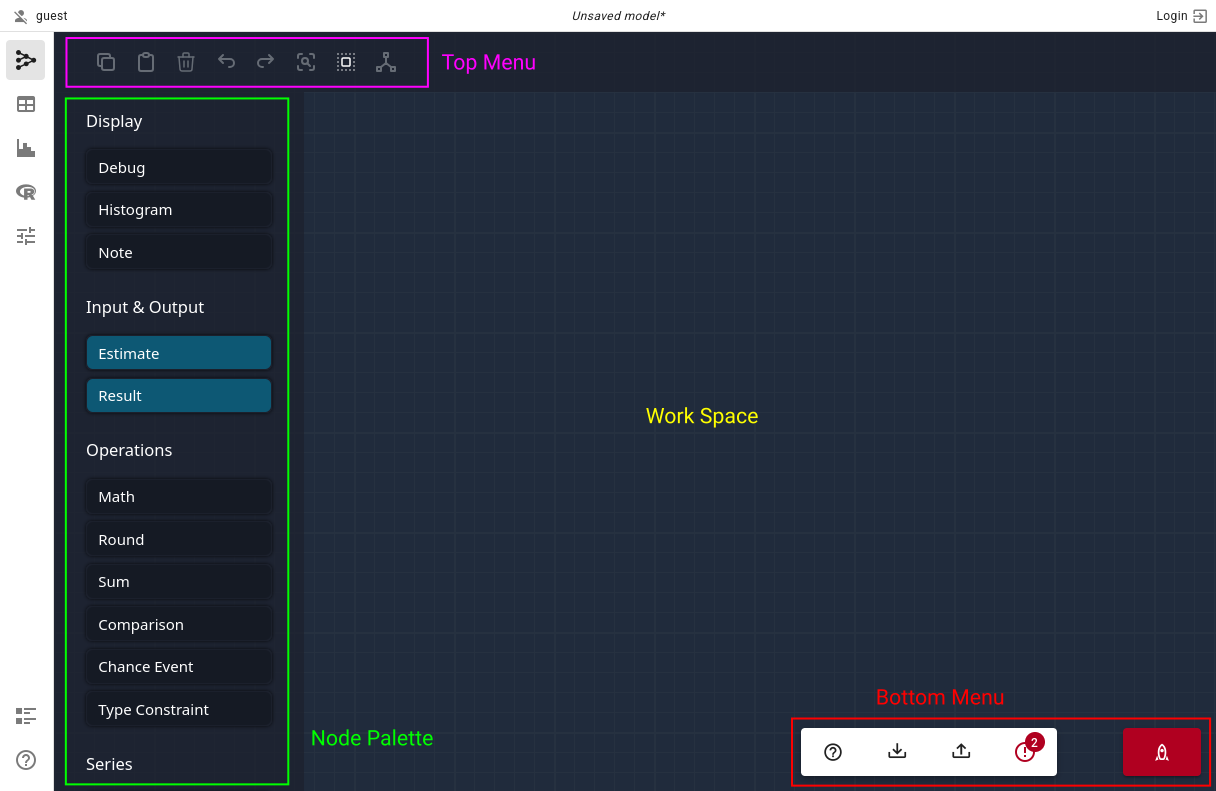 guest
Unsaved model*
Login
Top Menu
Display
Debug
Histogram
Note
Input & Output
Estimate
Result
Operations
Math
Round
Sum
Comparison
Chance Event
Type Constraint
Series
Work Space
Node Palette
Bottom Menu
2